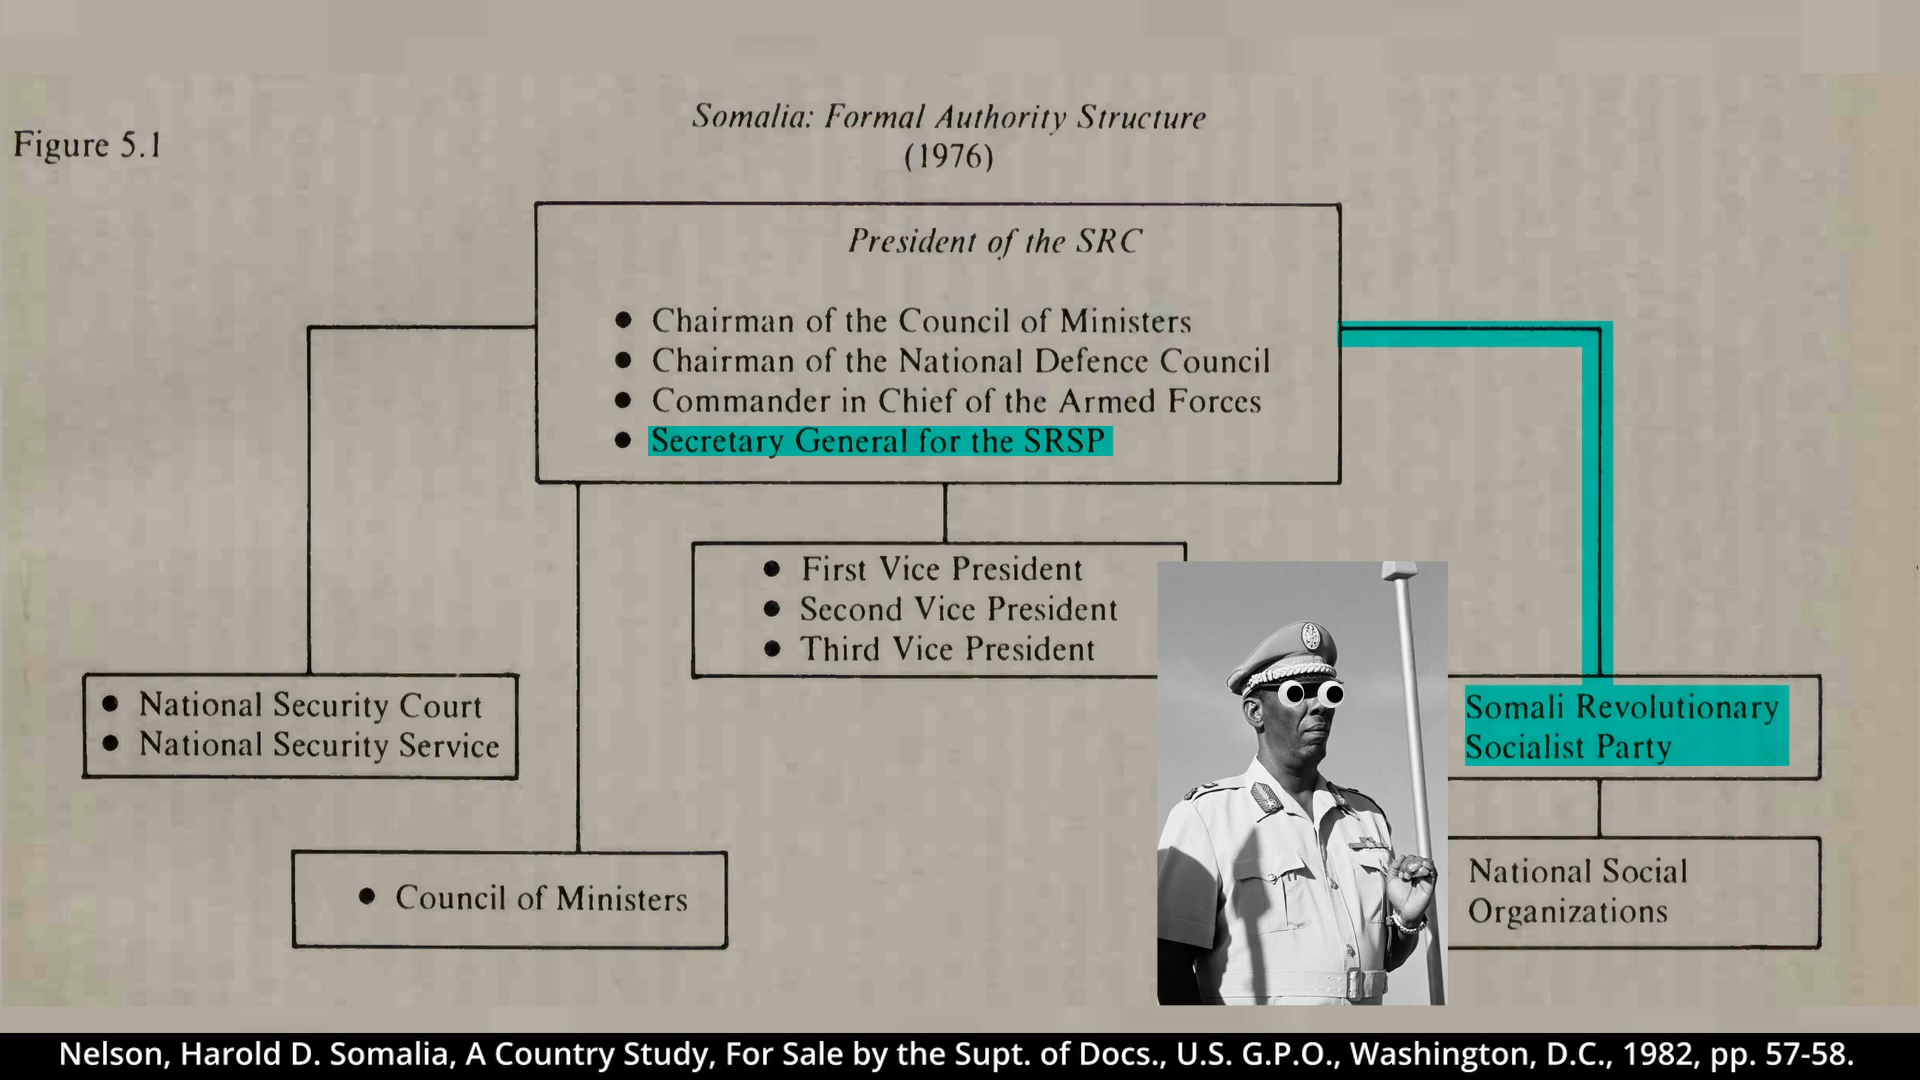 Somalia: Formal Authority Structure
(1976)
Figure 5.1
President of the SRC
• Chairman of the Council of Ministers
• Chairman of the National Defence Council
• Commander in Chief of the Armed Forces
• Secretary General for the SRSP
• First Vice President
• Second Vice President
• Third Vice President
• National Security Court
• National Security Service
Somali Revolutionary
Socialist Party
• Council of Ministers
National Social
Organizations
Nelson, Harold D. Somalia, A Country Study, For Sale by the Supt. of Docs., U.S. G.P.O., Washington, D.C., 1982, pp. 57-58.